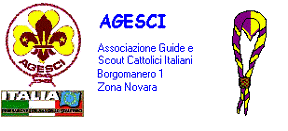 AGESCI
Associazione Guide e
Scout Cattolici Italiani
Borgomanero 1
Zona Novara
AGESCI
ITALIA